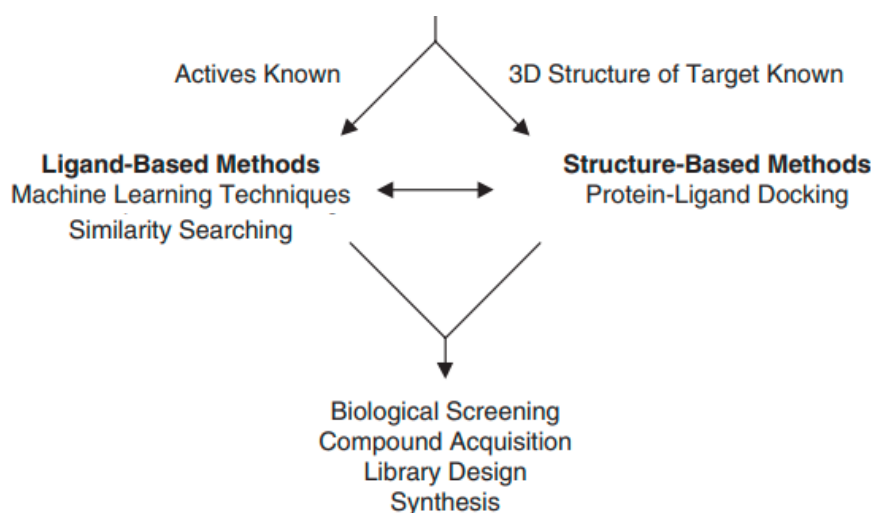 Actives Known
3D Structure of Target Known
Ligand-Based Methods
Machine Learning Techniques
Similarity Searching
Structure-Based Methods
Protein-Ligand Docking
Biological Screening
Compound Acquisition
Library Design
Synthesis